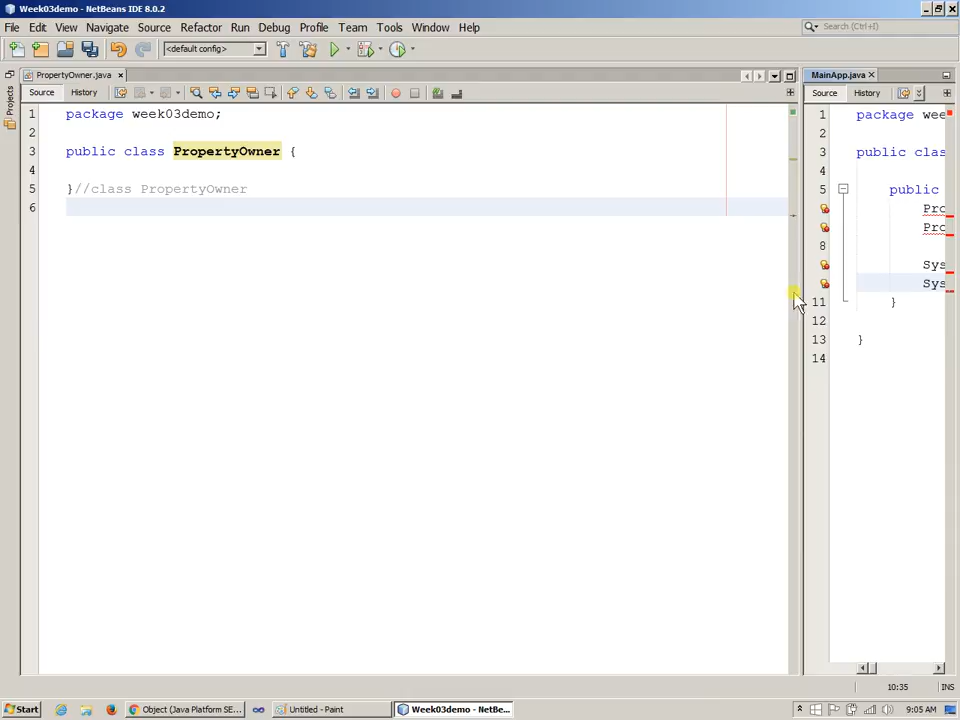 Week03demo - NetBeans IDE 8.0.2
File Edit View Navigate Source Refactor Run Debug Profile Team Tools Window Help
Search (Ctrl+I)
<default config>
Projects
PropertyOwner.java
MainApp.java
Source History
Source History
1 package week03demo;
2
3 public class PropertyOwner {
4
5 }//class PropertyOwner
6
1 package wee
2
3 public clas
4
5 public
Pro
Pro
8
Sys
Sys
11 }
12
13 }
14
10:35 INS
Start
Object (Java Platform SE...
Untitled - Paint
Week03demo - NetBe...
9:05 AM